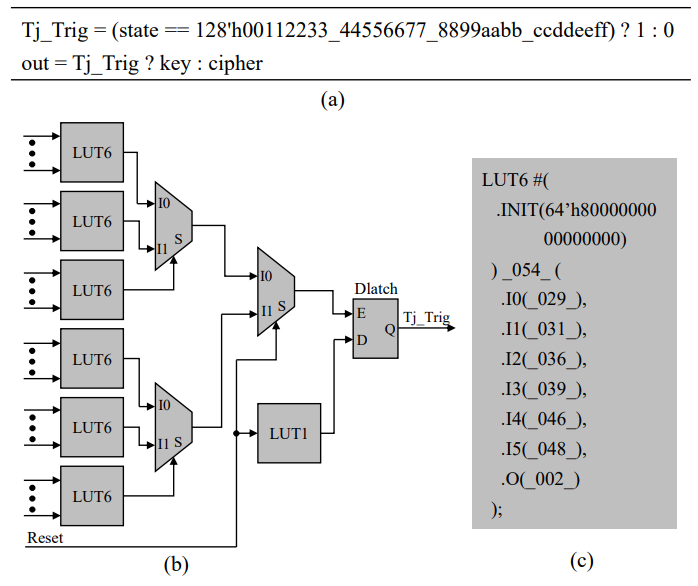 Tj_Trig = (state == 128'h00112233_44556677_8899aabb_ccddeeff) ? 1 : 0
out = Tj_Trig ? key : cipher
(a)
LUT6
LUT6
LUT6
LUT6
LUT6
LUT6
I0
I1
S
I0
I1
S
I0
I1
S
LUT1
Dlatch
E
D
Q
Tj_Trig
Reset
(b)
LUT6 #(
.INIT(64’h80000000
00000000)
) _054_ (
.I0(_029_),
.I1(_031_),
.I2(_036_),
.I3(_039_),
.I4(_046_),
.I5(_048_),
.O(_002_)
);
(c)